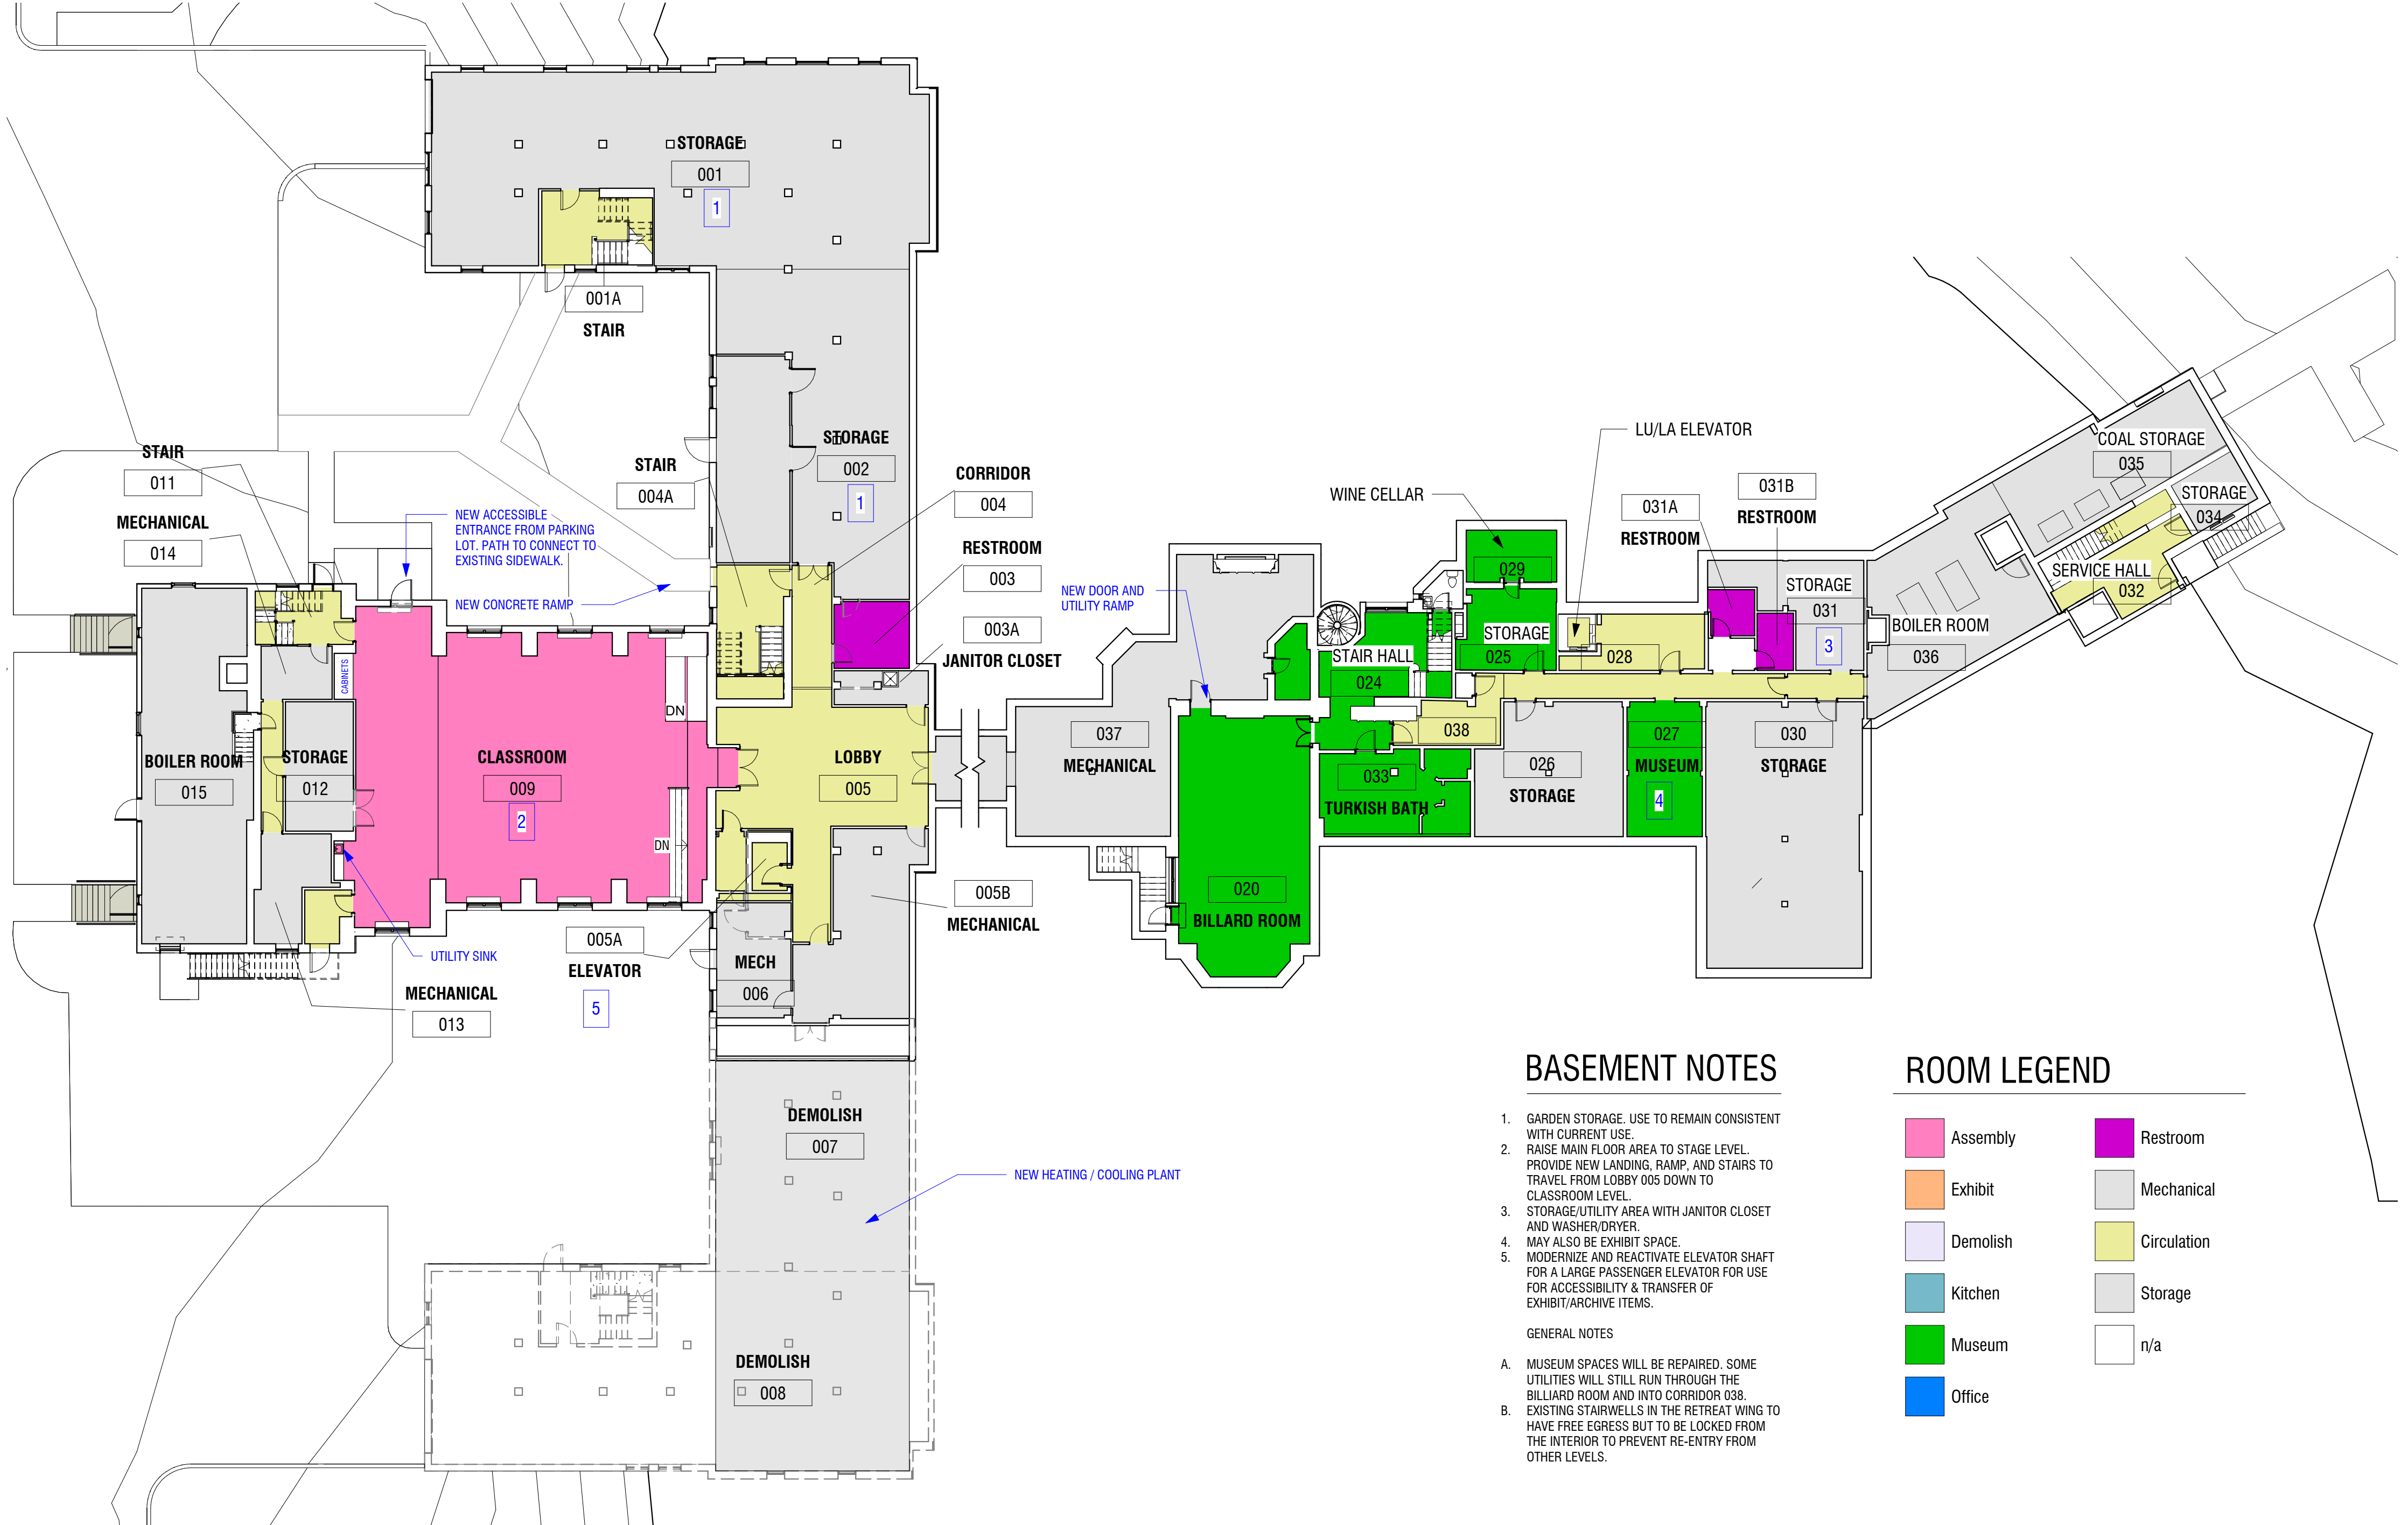 STORAGE
001
1
001A
STAIR
STAIR
011
MECHANICAL
014
NEW ACCESSIBLE
ENTRANCE FROM PARKING
LOT. PATH TO CONNECT TO
EXISTING SIDEWALK.
NEW CONCRETE RAMP
STAIR
004A
STORAGE
002
1
CORRIDOR
004
RESTROOM
003
003A
JANITOR CLOSET
CABINETS
DN
DN
BOILER ROOM
015
STORAGE
012
CLASSROOM
009
2
LOBBY
005
UTILITY SINK
MECHANICAL
013
005A
ELEVATOR
5
MECH
006
005B
MECHANICAL
DEMOLISH
007
NEW HEATING / COOLING PLANT
DEMOLISH
008
NEW DOOR AND
UTILITY RAMP
037
MECHANICAL
020
BILLARD ROOM
WINE CELLAR
029
LU/LA ELEVATOR
STAIR HALL
024
STORAGE
025
028
038
033
TURKISH BATH
026
STORAGE
027
MUSEUM
4
030
STORAGE
031A
RESTROOM
031B
RESTROOM
STORAGE
031
3
BOILER ROOM
036
COAL STORAGE
035
STORAGE
034
SERVICE HALL
032
BASEMENT NOTES
1. GARDEN STORAGE. USE TO REMAIN CONSISTENT
WITH CURRENT USE.
2. RAISE MAIN FLOOR AREA TO STAGE LEVEL.
PROVIDE NEW LANDING, RAMP, AND STAIRS TO
TRAVEL FROM LOBBY 005 DOWN TO
CLASSROOM LEVEL.
3. STORAGE/UTILITY AREA WITH JANITOR CLOSET
AND WASHER/DRYER.
4. MAY ALSO BE EXHIBIT SPACE.
5. MODERNIZE AND REACTIVATE ELEVATOR SHAFT
FOR A LARGE PASSENGER ELEVATOR FOR USE
FOR ACCESSIBILITY & TRANSFER OF
EXHIBIT/ARCHIVE ITEMS.
GENERAL NOTES
A. MUSEUM SPACES WILL BE REPAIRED. SOME
UTILITIES WILL STILL RUN THROUGH THE
BILLIARD ROOM AND INTO CORRIDOR 038.
B. EXISTING STAIRWELLS IN THE RETREAT WING TO
HAVE FREE EGRESS BUT TO BE LOCKED FROM
THE INTERIOR TO PREVENT RE-ENTRY FROM
OTHER LEVELS.
ROOM LEGEND
Assembly
Exhibit
Demolish
Kitchen
Museum
Office
Restroom
Mechanical
Circulation
Storage
n/a